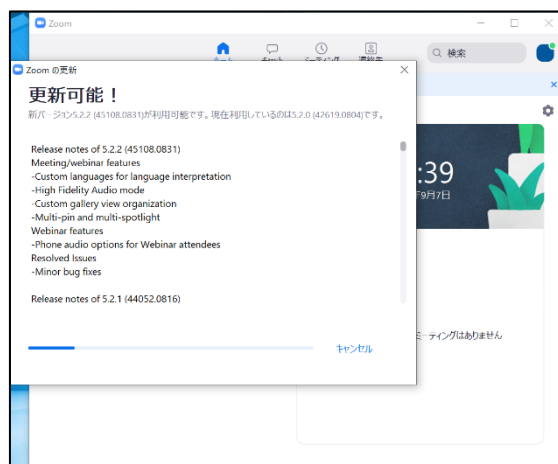 Zoom
ホーム
チャット
ミーティング
連絡先
検索
Zoom の更新
更新可能！
新バージョン5.2.2 (45108.0831)が利用可能です。現在利用しているのは5.2.0 (42619.0804)です。
Release notes of 5.2.2 (45108.0831)
Meeting/webinar features
-Custom languages for language interpretation
-High Fidelity Audio mode
-Custom gallery view organization
-Multi-pin and multi-spotlight
Webinar features
-Phone audio options for Webinar attendees
Resolved Issues
-Minor bug fixes
Release notes of 5.2.1 (44052.0816)
キャンセル
:39
9月7日
ミーティングはありません